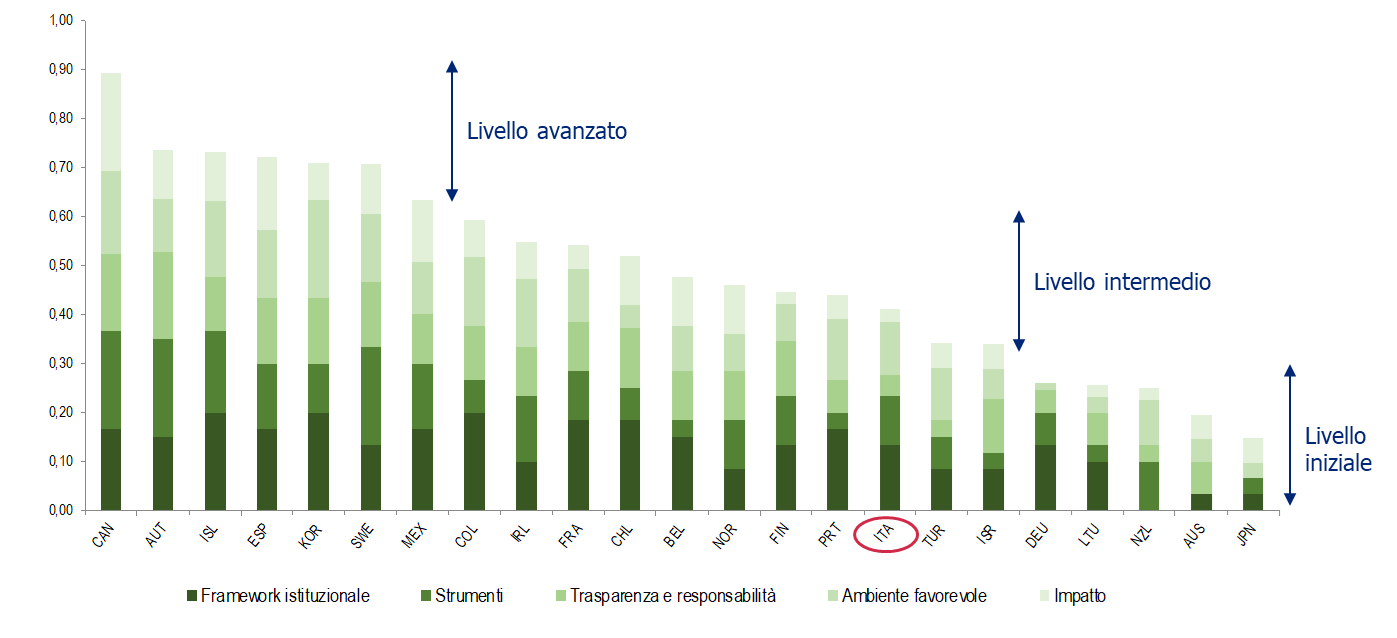 1,00
0,90
0,80
0,70
0,60
0,50
0,40
0,30
0,20
0,10
0,00
Livello avanzato
Livello intermedio
Livello
iniziale
CAN AUT ISL ESP KOR SWE MEX COL IRL FRA CHL BEL NOR FIN PRT ITA TUR ISR DEU LTU NZL AUS JPN
Framework istituzionale Strumenti Trasparenza e responsabilità Ambiente favorevole Impatto